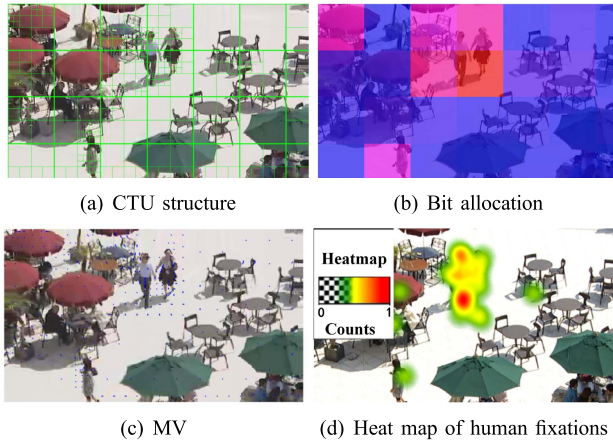 (a) CTU structure
(b) Bit allocation
Heatmap
0
1
Counts
(c) MV
(d) Heat map of human fixations